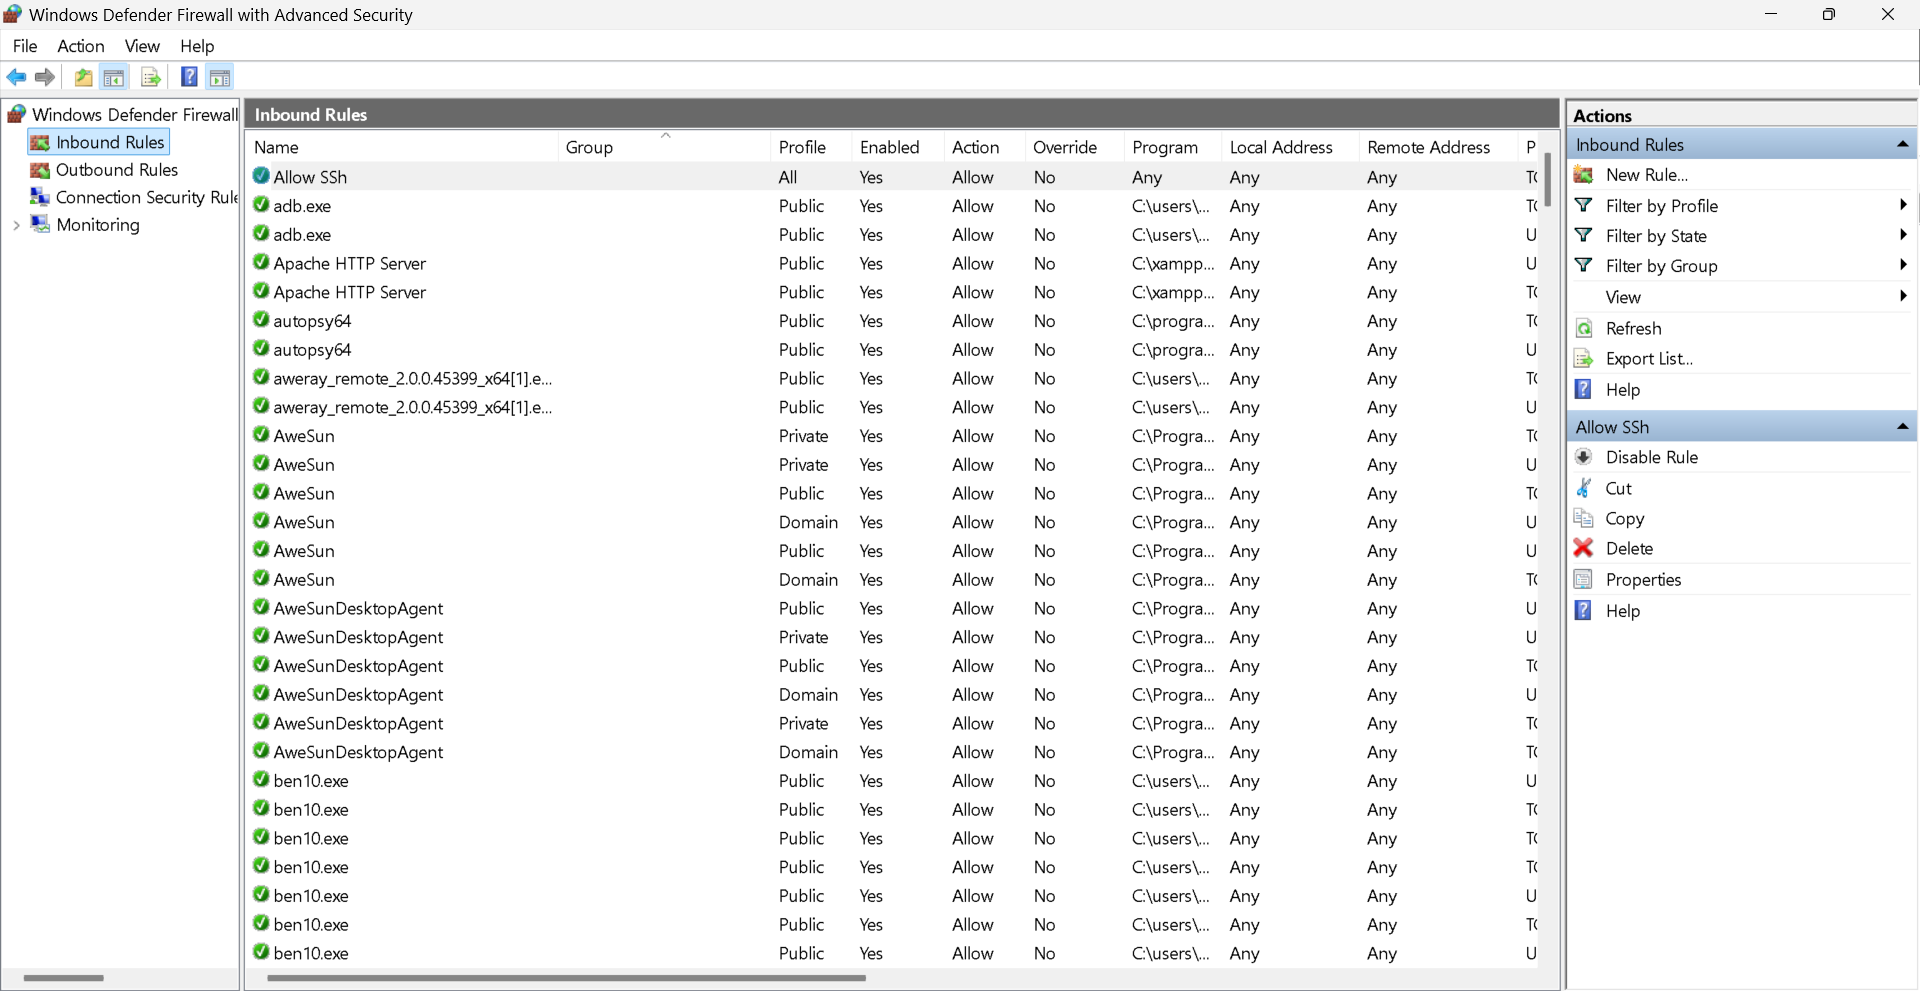 Windows Defender Firewall with Advanced Security
File Action View Help
Windows Defender Firewall
Inbound Rules
Outbound Rules
Connection Security Rule
Monitoring
Inbound Rules
Name Group Profile Enabled Action Override Program Local Address Remote Address P
Allow SSh All Yes Allow No Any Any Any TC
adb.exe Public Yes Allow No C:\users\... Any Any TC
adb.exe Public Yes Allow No C:\users\... Any Any U
Apache HTTP Server Public Yes Allow No C:\xampp... Any Any U
Apache HTTP Server Public Yes Allow No C:\xampp... Any Any TC
autopsy64 Public Yes Allow No C:\progra... Any Any TC
autopsy64 Public Yes Allow No C:\progra... Any Any U
aweray_remote_2.0.0.45399_x64[1].e... Public Yes Allow No C:\users\... Any Any TC
aweray_remote_2.0.0.45399_x64[1].e... Public Yes Allow No C:\users\... Any Any U
AweSun Private Yes Allow No C:\Progra... Any Any TC
AweSun Private Yes Allow No C:\Progra... Any Any U
AweSun Public Yes Allow No C:\Progra... Any Any TC
AweSun Domain Yes Allow No C:\Progra... Any Any U
AweSun Public Yes Allow No C:\Progra... Any Any U
AweSun Domain Yes Allow No C:\Progra... Any Any TC
AweSunDesktopAgent Public Yes Allow No C:\Progra... Any Any U
AweSunDesktopAgent Private Yes Allow No C:\Progra... Any Any U
AweSunDesktopAgent Public Yes Allow No C:\Progra... Any Any TC
AweSunDesktopAgent Domain Yes Allow No C:\Progra... Any Any U
AweSunDesktopAgent Private Yes Allow No C:\Progra... Any Any TC
AweSunDesktopAgent Domain Yes Allow No C:\Progra... Any Any TC
ben10.exe Public Yes Allow No C:\users\... Any Any U
ben10.exe Public Yes Allow No C:\users\... Any Any TC
ben10.exe Public Yes Allow No C:\users\... Any Any U
ben10.exe Public Yes Allow No C:\users\... Any Any TC
ben10.exe Public Yes Allow No C:\users\... Any Any U
ben10.exe Public Yes Allow No C:\users\... Any Any TC
ben10.exe Public Yes Allow No C:\users\... Any Any U
Actions
Inbound Rules
New Rule...
Filter by Profile
Filter by State
Filter by Group
View
Refresh
Export List...
Help
Allow SSh
Disable Rule
Cut
Copy
Delete
Properties
Help